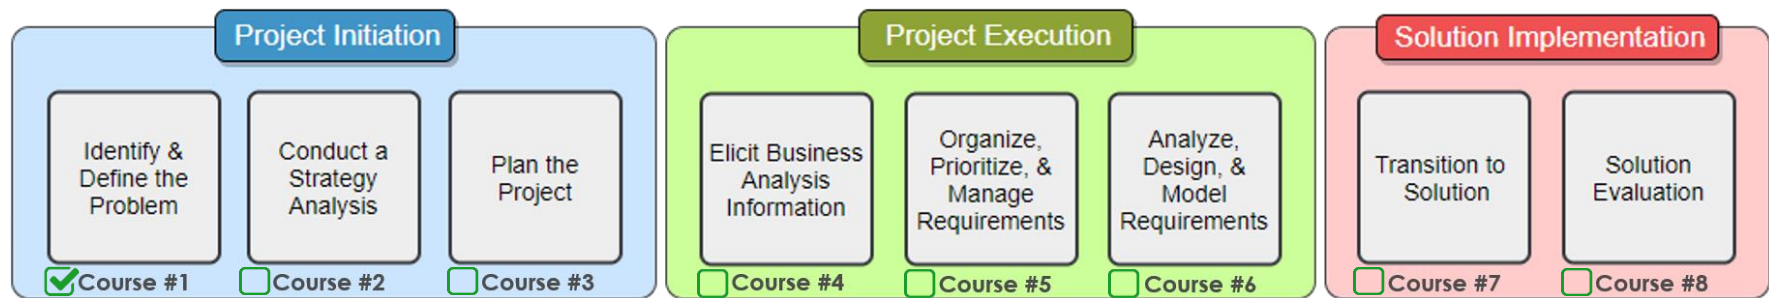 Project Initiation
Identify &
Define the
Problem
Conduct a
Strategy
Analysis
Plan the
Project
Course #1
Course #2
Course #3
Project Execution
Elicit Business
Analysis
Information
Organize,
Prioritize, &
Manage
Requirements
Analyze,
Design, &
Model
Requirements
Course #4
Course #5
Course #6
Solution Implementation
Transition to
Solution
Solution
Evaluation
Course #7
Course #8